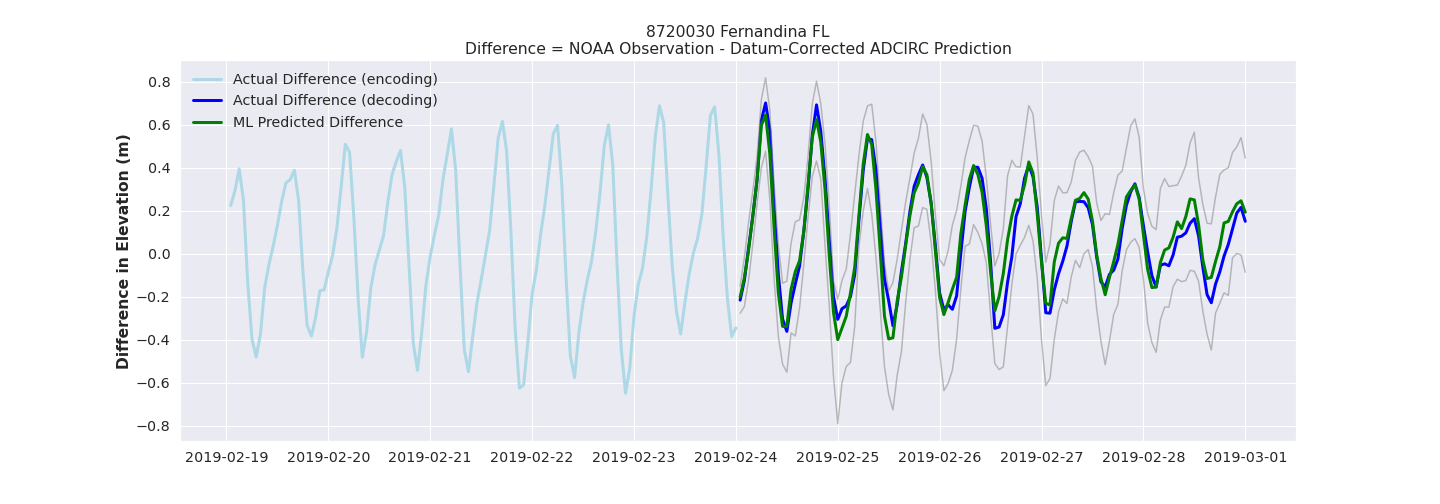 8720030 Fernandina FL
Difference = NOAA Observation - Datum-Corrected ADCIRC Prediction
Actual Difference (encoding)
Actual Difference (decoding)
ML Predicted Difference
Difference in Elevation (m)
0.8
0.6
0.4
0.2
0.0
−0.2
−0.4
−0.6
−0.8
2019-02-19 2019-02-20 2019-02-21 2019-02-22 2019-02-23 2019-02-24 2019-02-25 2019-02-26 2019-02-27 2019-02-28 2019-03-01